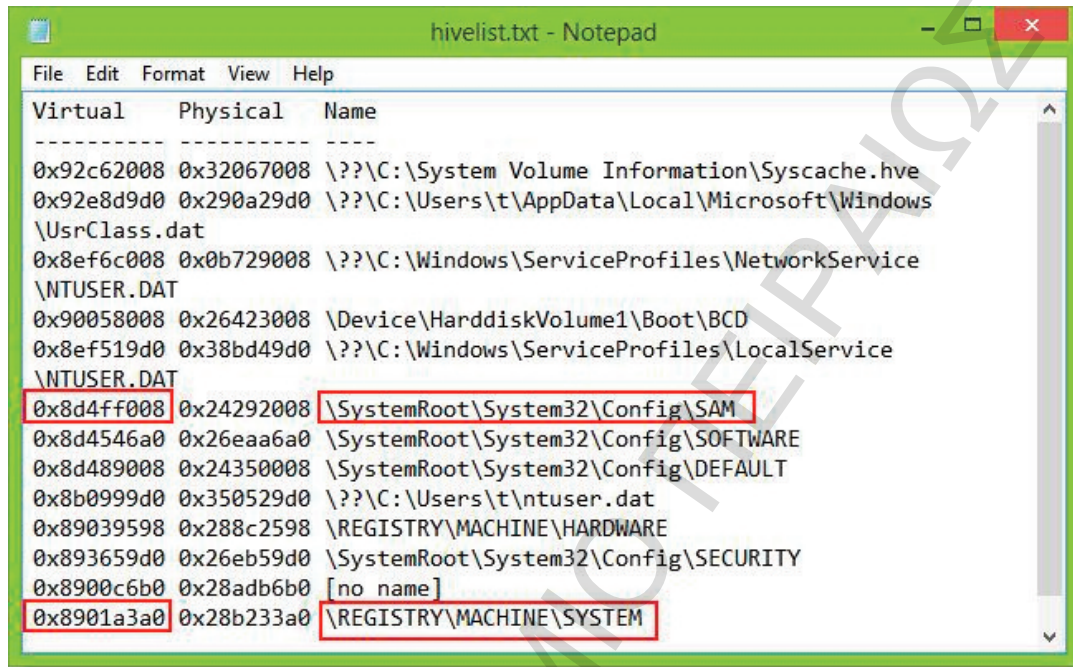 hivelist.txt - Notepad
File Edit Format View Help
Virtual Physical Name
---------- ---------- ----
0x92c62008 0x32067008 \??\C:\System Volume Information\Syscache.hve
0x92e8d9d0 0x290a29d0 \??\C:\Users\t\AppData\Local\Microsoft\Windows
\UsrClass.dat
0x8ef6c008 0x0b729008 \??\C:\Windows\ServiceProfiles\NetworkService
\NTUSER.DAT
0x90058008 0x26423008 \Device\HarddiskVolume1\Boot\BCD
0x8ef519d0 0x38bd49d0 \??\C:\Windows\ServiceProfiles\LocalService
\NTUSER.DAT
0x8d4ff008 0x24292008 \SystemRoot\System32\Config\SAM
0x8d4546a0 0x26eaa6a0 \SystemRoot\System32\Config\SOFTWARE
0x8d489008 0x24350008 \SystemRoot\System32\Config\DEFAULT
0x8b0999d0 0x350529d0 \??\C:\Users\t\ntuser.dat
0x89039598 0x288c2598 \REGISTRY\MACHINE\HARDWARE
0x893659d0 0x26eb59d0 \SystemRoot\System32\Config\SECURITY
0x8900c6b0 0x28adb6b0 [no name]
0x8901a3a0 0x28b233a0 \REGISTRY\MACHINE\SYSTEM
ΜΙΟ ΠΕΙΡΑΙΩΣ